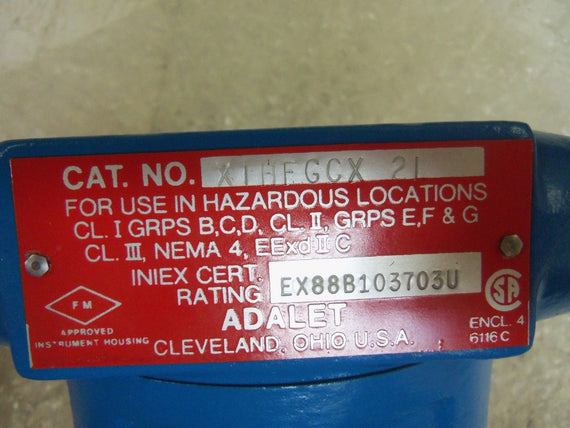 CAT. NO. XIHFGCX 2L
FOR USE IN HAZARDOUS LOCATIONS
CL. I GRPS B,C,D, CL. II, GRPS E,F & G
CL. III, NEMA 4, EExd II C
INIEX CERT.
RATING EX88B103703U
ADALET
CLEVELAND, OHIO U.S.A.
FM
APPROVED
INSTRUMENT HOUSING
SA
ENCL. 4
6116 C